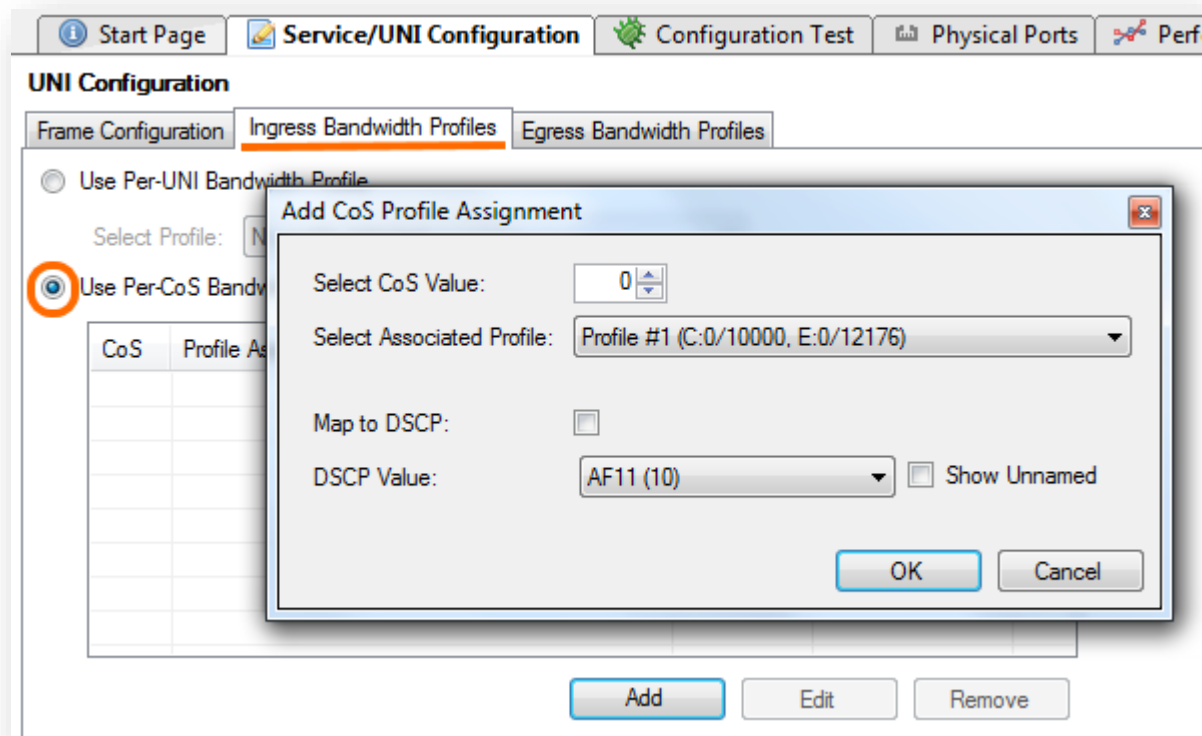 Start Page Service/UNI Configuration Configuration Test Physical Ports Perf
UNI Configuration
Frame Configuration Ingress Bandwidth Profiles Egress Bandwidth Profiles
Use Per-UNI Bandwidth Profile
Add CoS Profile Assignment
Select Profile: N
Select CoS Value: 0
Use Per-CoS Bandw
Select Associated Profile: Profile #1 (C:0/10000, E:0/12176)
CoS Profile As
Map to DSCP:
DSCP Value: AF11 (10) Show Unnamed
OK Cancel
Add Edit Remove